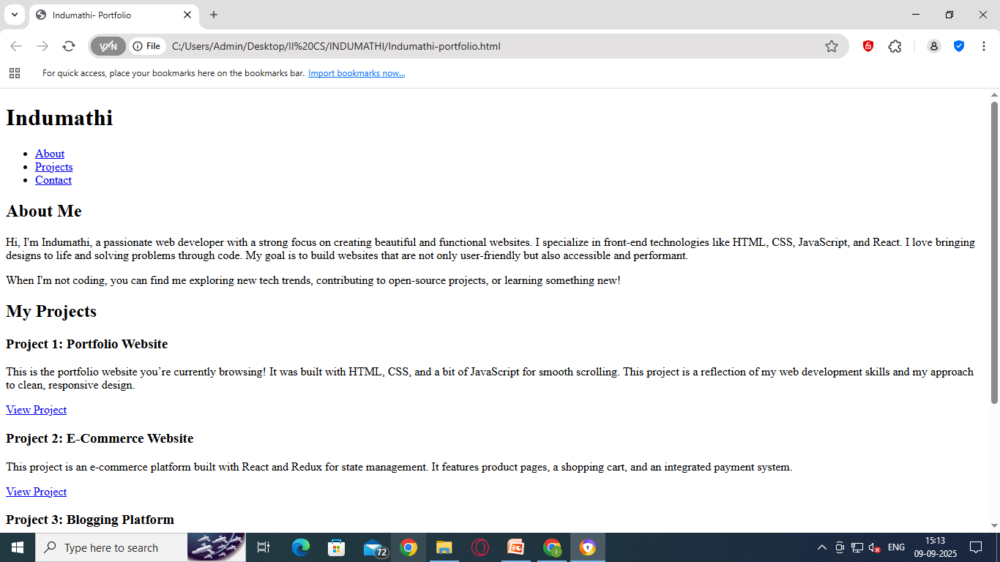 Indumathi- Portfolio
VPN
File
C:/Users/Admin/Desktop/II%20CS/INDUMATHI/Indumathi-portfolio.html
For quick access, place your bookmarks here on the bookmarks bar. Import bookmarks now...
Indumathi
About
Projects
Contact
About Me
Hi, I'm Indumathi, a passionate web developer with a strong focus on creating beautiful and functional websites. I specialize in front-end technologies like HTML, CSS, JavaScript, and React. I love bringing
designs to life and solving problems through code. My goal is to build websites that are not only user-friendly but also accessible and performant.
When I'm not coding, you can find me exploring new tech trends, contributing to open-source projects, or learning something new!
My Projects
Project 1: Portfolio Website
This is the portfolio website you’re currently browsing! It was built with HTML, CSS, and a bit of JavaScript for smooth scrolling. This project is a reflection of my web development skills and my approach
to clean, responsive design.
View Project
Project 2: E-Commerce Website
This project is an e-commerce platform built with React and Redux for state management. It features product pages, a shopping cart, and an integrated payment system.
View Project
Project 3: Blogging Platform
Type here to search
72
ENG
15:13
09-09-2025